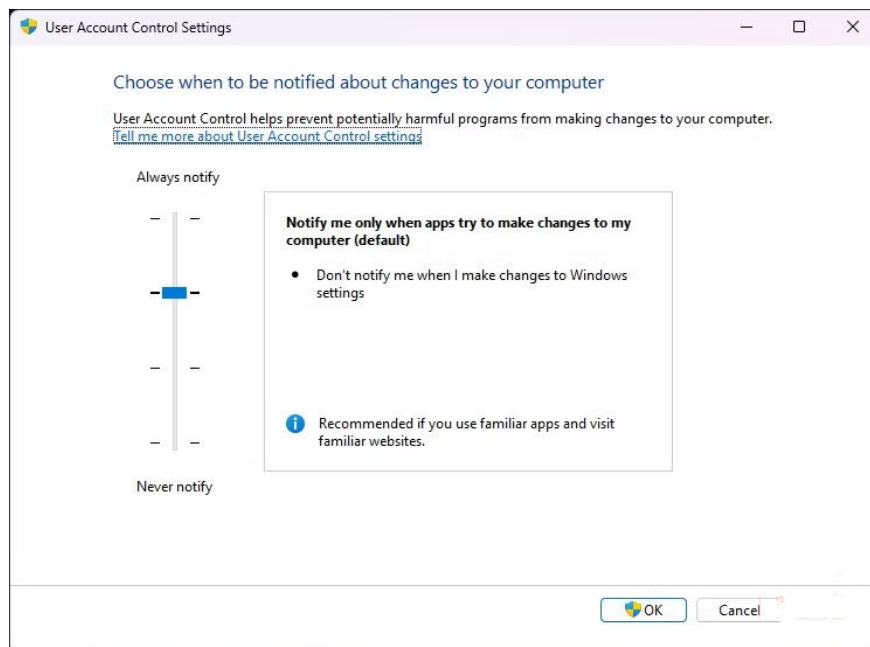 User Account Control Settings
Choose when to be notified about changes to your computer
User Account Control helps prevent potentially harmful programs from making changes to your computer.
Tell me more about User Account Control settings
Always notify
Notify me only when apps try to make changes to my
computer (default)
• Don't notify me when I make changes to Windows
settings
Recommended if you use familiar apps and visit
familiar websites.
Never notify
OK
Cancel